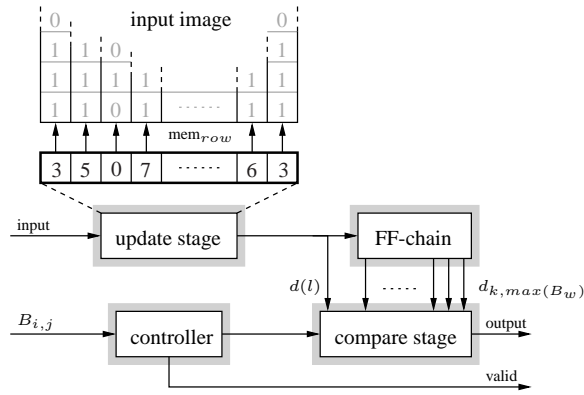 0 input image 0
1 1 0 1
1 1 1 1 1 1
1 1 0 1 ...... 1 1
mem_row
3 5 0 7 ...... 6 3
input
update stage
FF-chain
d(l)
.....
d_{k,max(B_w)}
B_{i,j}
controller
compare stage
output
valid